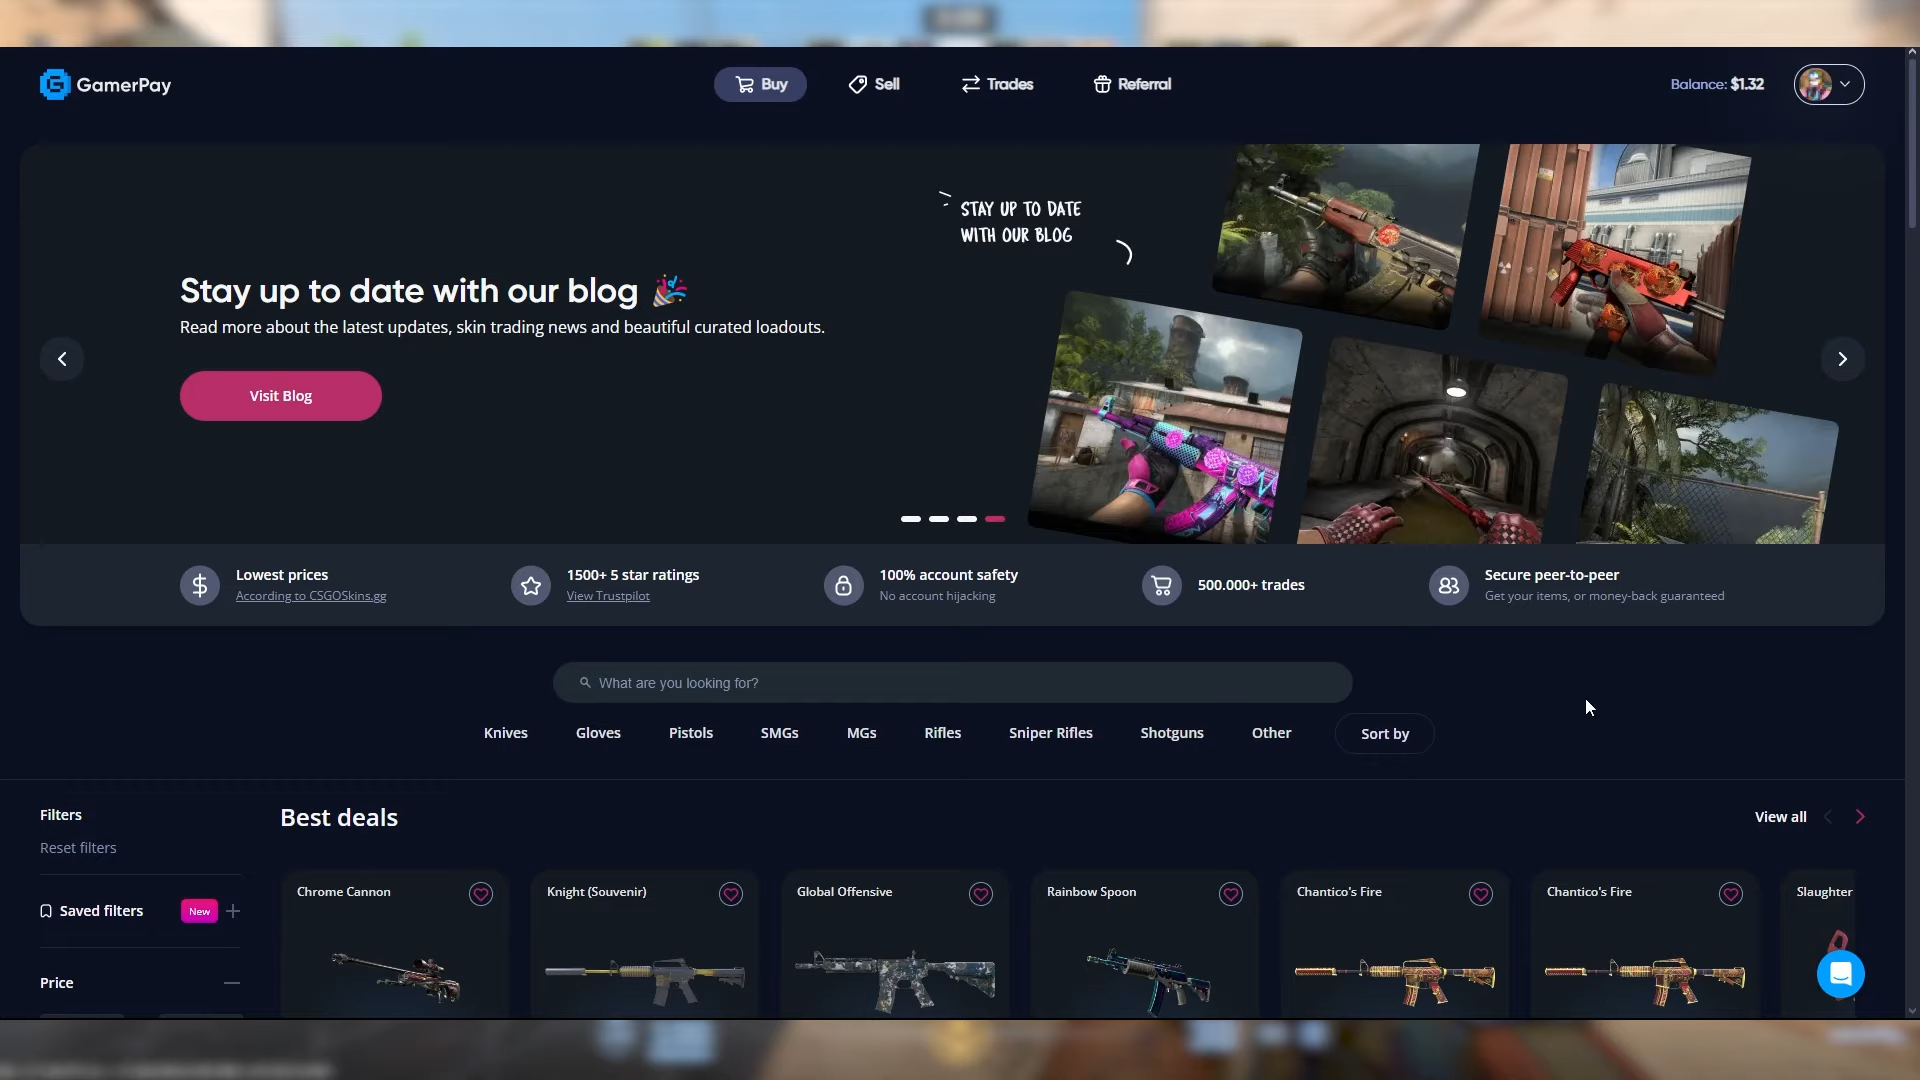 GamerPay
Buy
Sell
Trades
Referral
Balance: $1.32
STAY UP TO DATE
WITH OUR BLOG
Stay up to date with our blog 🎉
Read more about the latest updates, skin trading news and beautiful curated loadouts.
Visit Blog
Lowest prices
According to CSGOSkins.gg
1500+ 5 star ratings
View Trustpilot
100% account safety
No account hijacking
500.000+ trades
Secure peer-to-peer
Get your items, or money-back guaranteed
What are you looking for?
Knives
Gloves
Pistols
SMGs
MGs
Rifles
Sniper Rifles
Shotguns
Other
Sort by
Filters
Reset filters
Saved filters
New
Price
Best deals
View all
Chrome Cannon
Knight (Souvenir)
Global Offensive
Rainbow Spoon
Chantico's Fire
Chantico's Fire
Slaughter